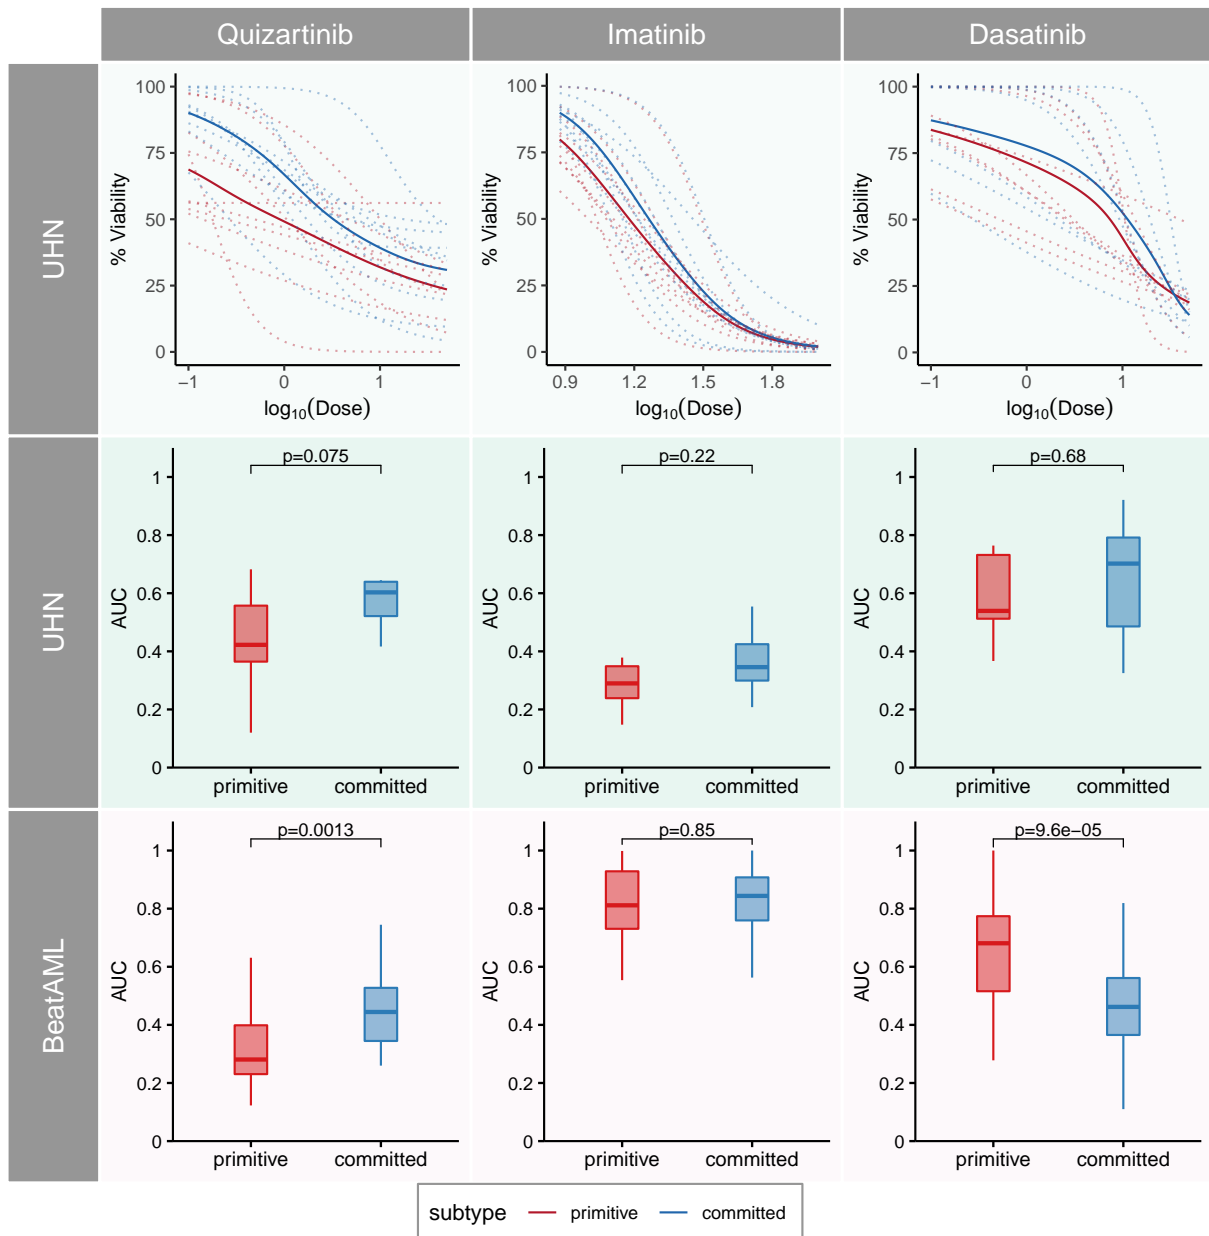 Quizartinib Imatinib Dasatinib
UHN
100
75
50
25
0
% Viability
−1 0 1
log10(Dose)
100
75
50
25
0
% Viability
0.9 1.2 1.5 1.8
log10(Dose)
100
75
50
25
0
% Viability
−1 0 1
log10(Dose)
UHN
p=0.075
1
0.8
0.6
0.4
0.2
0
AUC
primitive committed
p=0.22
1
0.8
0.6
0.4
0.2
0
AUC
primitive committed
p=0.68
1
0.8
0.6
0.4
0.2
0
AUC
primitive committed
BeatAML
p=0.0013
1
0.8
0.6
0.4
0.2
0
AUC
primitive committed
p=0.85
1
0.8
0.6
0.4
0.2
0
AUC
primitive committed
p=9.6e−05
1
0.8
0.6
0.4
0.2
0
AUC
primitive committed
subtype primitive committed